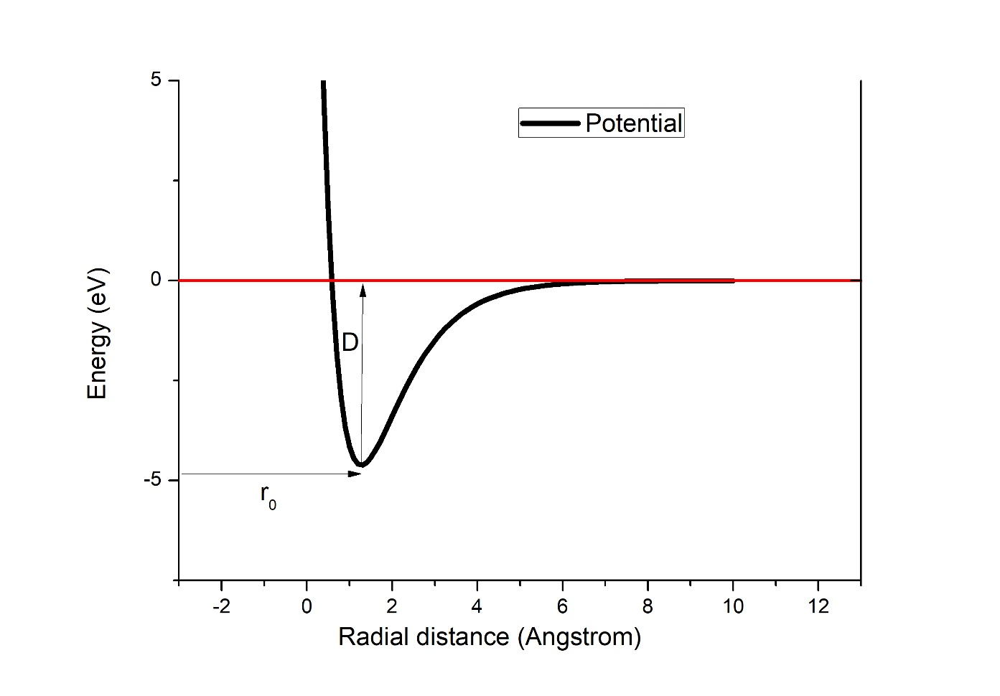 5
Potential
0
Energy (eV)
D
-5
r0
-2 0 2 4 6 8 10 12
Radial distance (Angstrom)